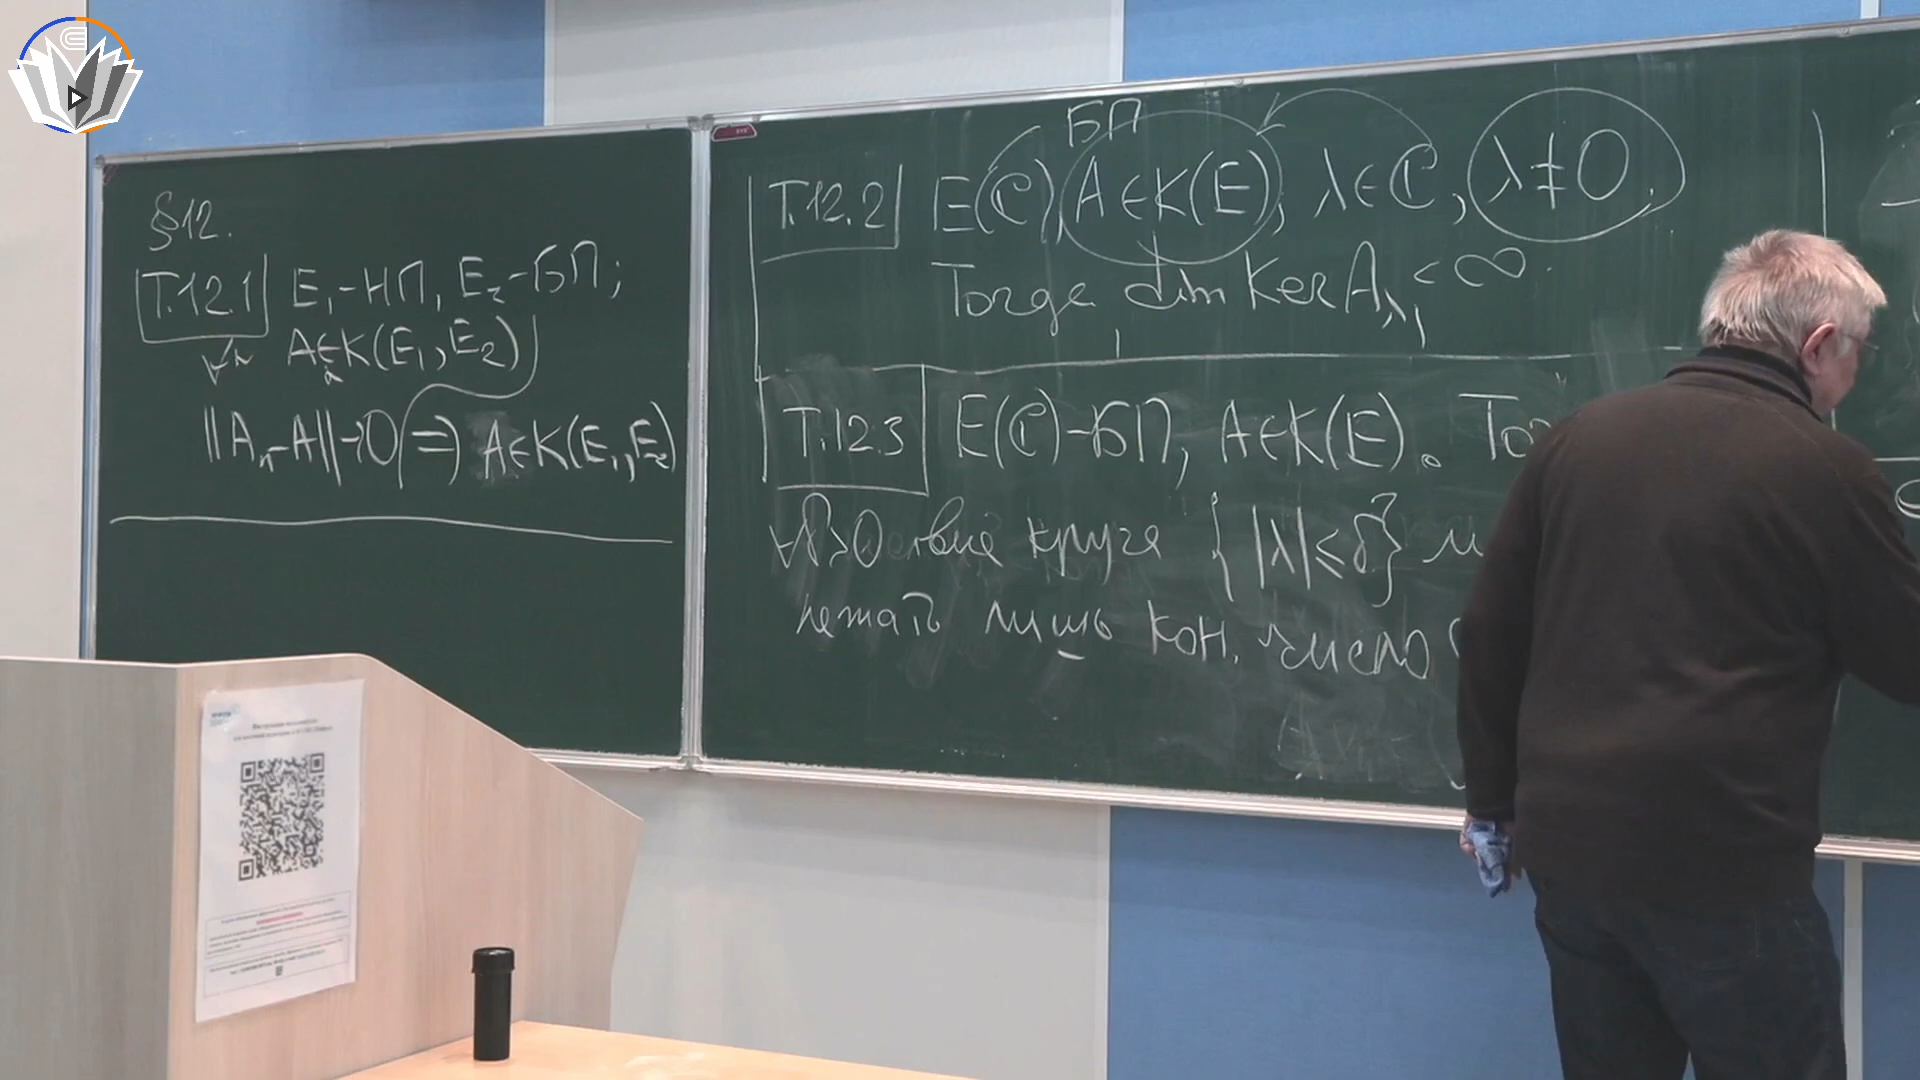 §12.
Т.12.1 E₁-НП, E₂-БП;
∀n Aₙ∈K(E₁,E₂)
||Aₙ-A||→0 (⇒) A∈K(E₁,E₂)
БП
Т.12.2 E(ℂ), A∈K(E), λ∈ℂ, λ≠0.
Тогда dim Ker A_λ < ∞.
Т.12.3 E(ℂ)-БП, A∈K(E).
∀δ>0 вне круга {|λ|≤δ}
лежать лишь кон. число